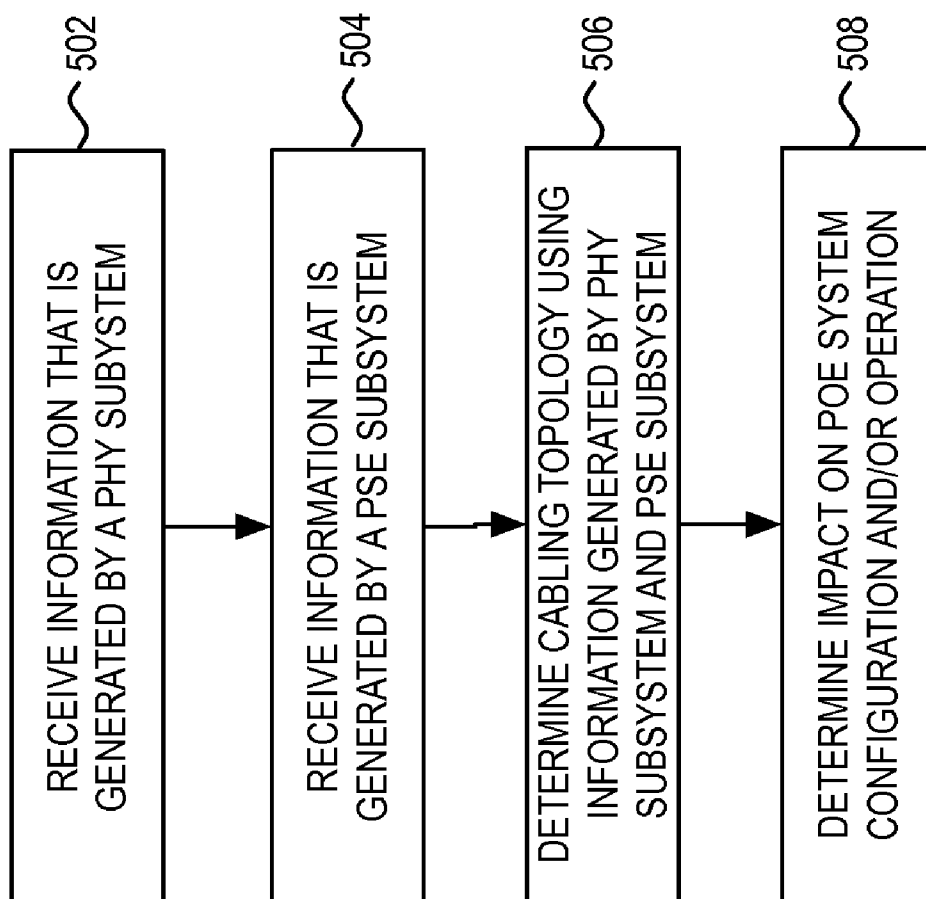 RECEIVE INFORMATION THAT IS
GENERATED BY A PHY SUBYSTEM
502
RECEIVE INFORMATION THAT IS
GENERATED BY A PSE SUBSYSTEM
504
DETERMINE CABLING TOPOLOGY USING
INFORMATION GENERATED BY PHY
SUBSYSTEM AND PSE SUBSYSTEM
506
DETERMINE IMPACT ON POE SYSTEM
CONFIGURATION AND/OR OPERATION
508